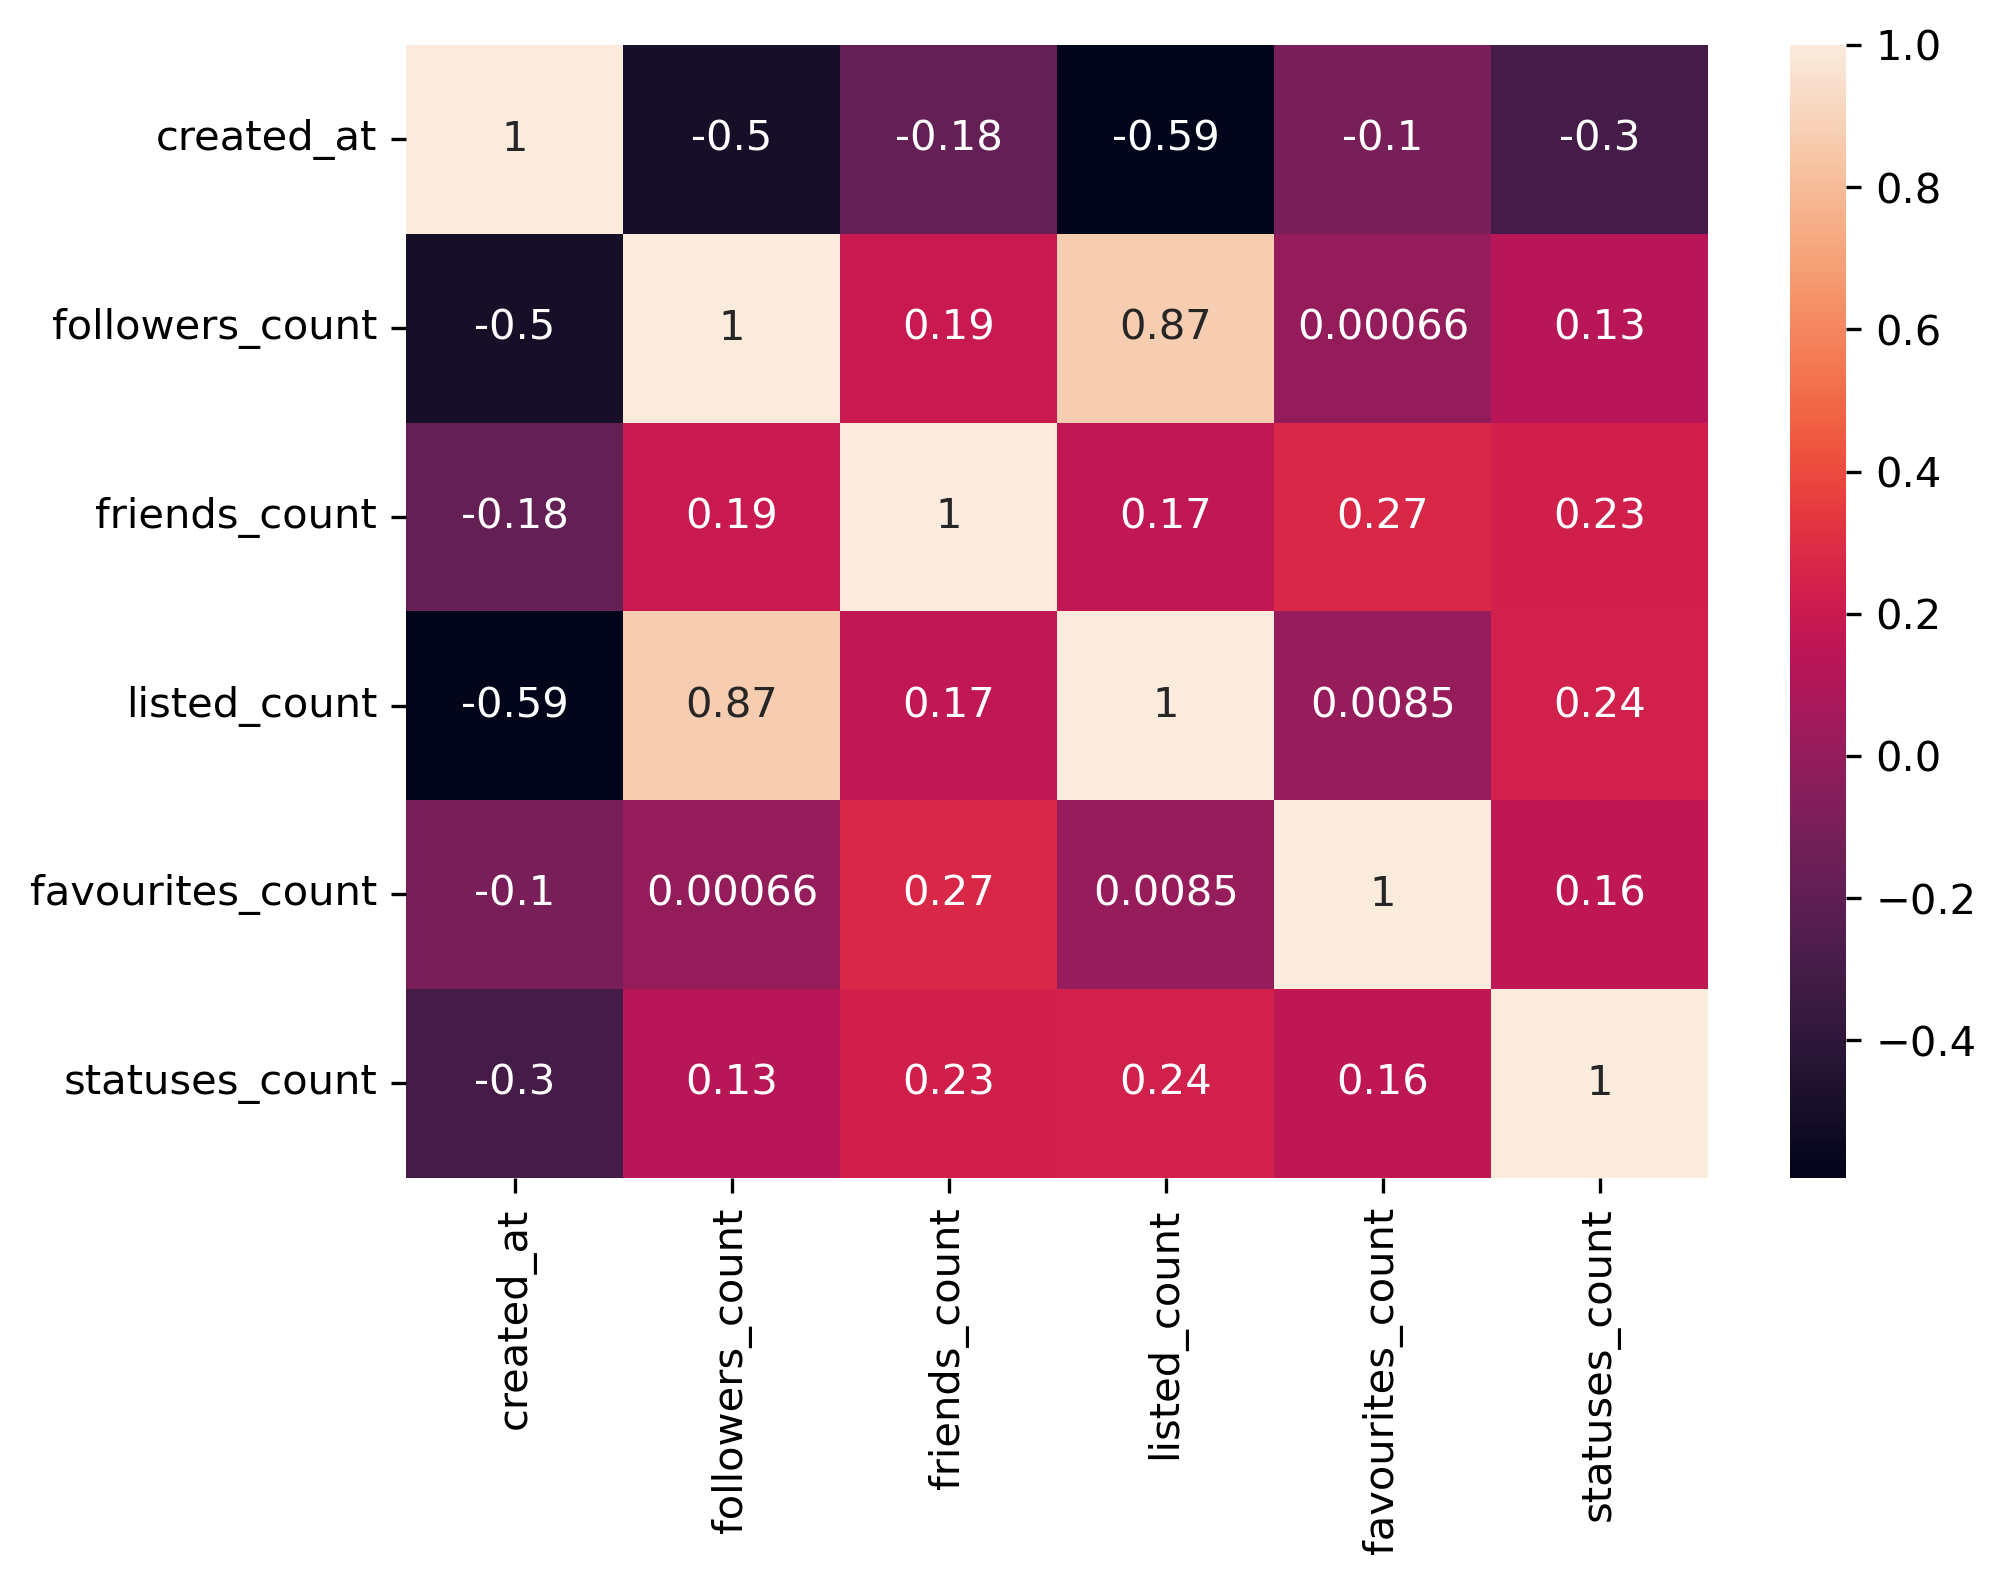 created_at 1 -0.5 -0.18 -0.59 -0.1 -0.3
followers_count -0.5 1 0.19 0.87 0.00066 0.13
friends_count -0.18 0.19 1 0.17 0.27 0.23
listed_count -0.59 0.87 0.17 1 0.0085 0.24
favourites_count -0.1 0.00066 0.27 0.0085 1 0.16
statuses_count -0.3 0.13 0.23 0.24 0.16 1
created_at
followers_count
friends_count
listed_count
favourites_count
statuses_count
1.0
0.8
0.6
0.4
0.2
0.0
−0.2
−0.4